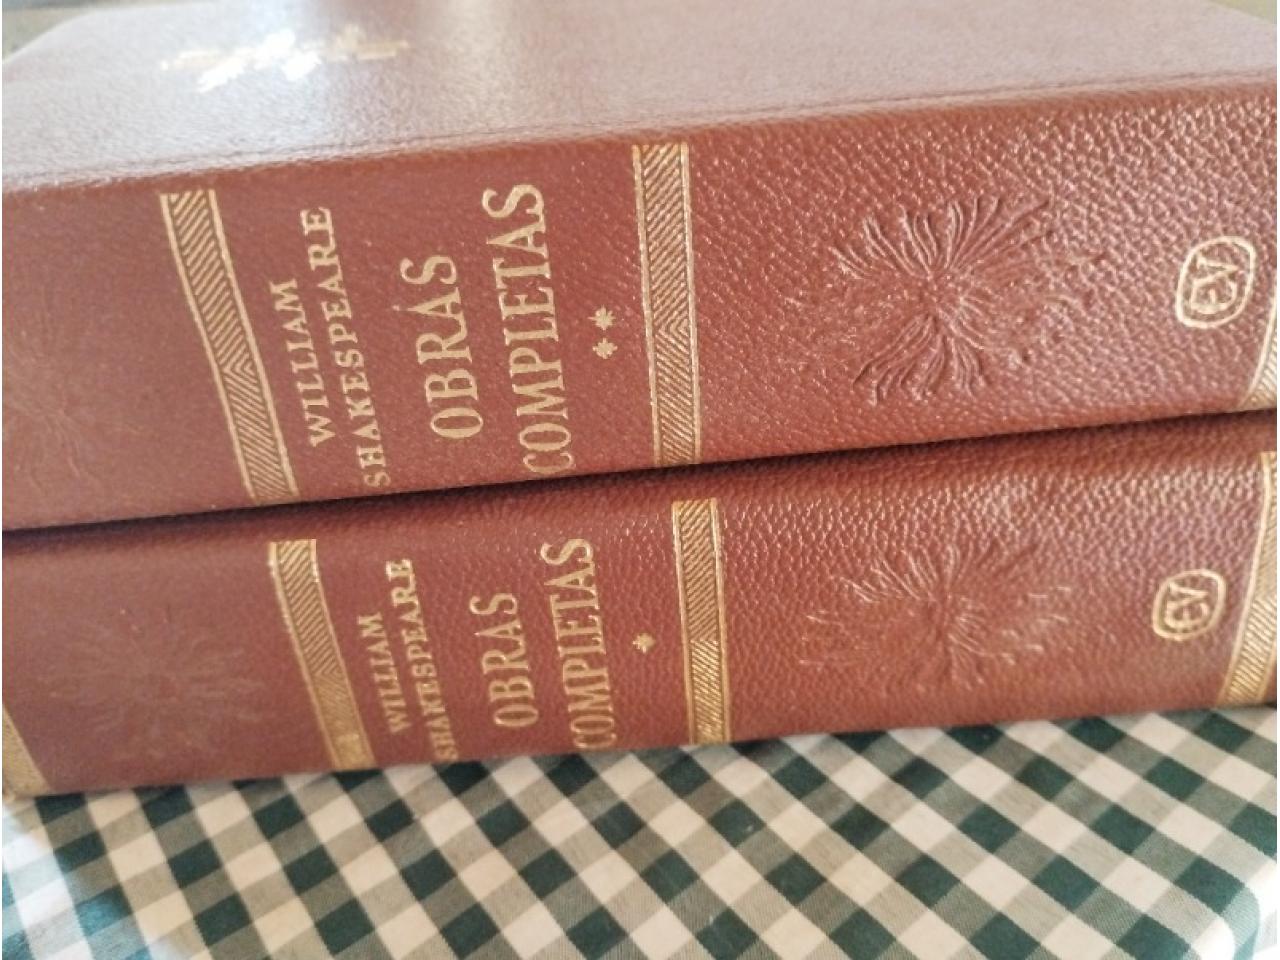 WILLIAM
SHAKESPEARE
OBRAS
COMPLETAS
EV
WILLIAM
SHAKESPEARE
OBRAS
COMPLETAS
EV